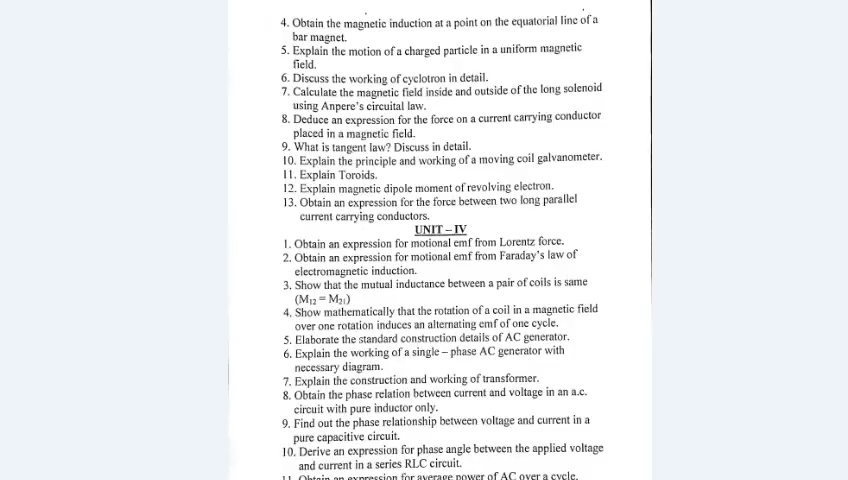 4. Obtain the magnetic induction at a point on the equatorial line of a
bar magnet.
5. Explain the motion of a charged particle in a uniform magnetic
field.
6. Discuss the working of cyclotron in detail.
7. Calculate the magnetic field inside and outside of the long solenoid
using Anpere's circuital law.
8. Deduce an expression for the force on a current carrying conductor
placed in a magnetic field.
9. What is tangent law? Discuss in detail.
10. Explain the principle and working of a moving coil galvanometer.
11. Explain Toroids.
12. Explain magnetic dipole moment of revolving electron.
13. Obtain an expression for the force between two long parallel
current carrying conductors.
UNIT – IV
1. Obtain an expression for motional emf from Lorentz force.
2. Obtain an expression for motional emf from Faraday's law of
electromagnetic induction.
3. Show that the mutual inductance between a pair of coils is same
(M₁₂ = M₂₁)
4. Show mathematically that the rotation of a coil in a magnetic field
over one rotation induces an alternating emf of one cycle.
5. Elaborate the standard construction details of AC generator.
6. Explain the working of a single – phase AC generator with
necessary diagram.
7. Explain the construction and working of transformer.
8. Obtain the phase relation between current and voltage in an a.c.
circuit with pure inductor only.
9. Find out the phase relationship between voltage and current in a
pure capacitive circuit.
10. Derive an expression for phase angle between the applied voltage
and current in a series RLC circuit.
11. Obtain an expression for average power of AC over a cycle.